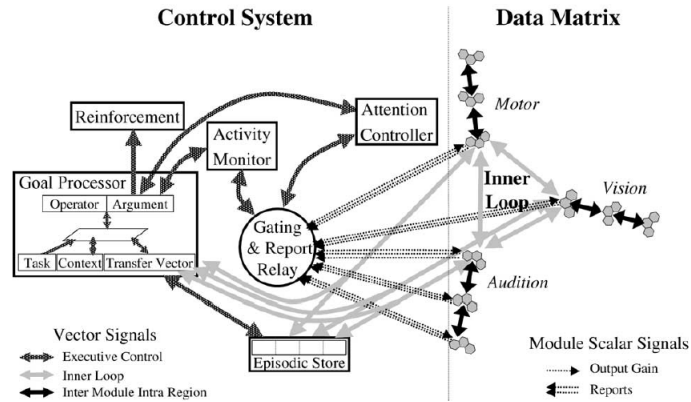 Control System
Data Matrix
Reinforcement
Activity
Monitor
Attention
Controller
Motor
Goal Processor
Operator
Argument
Task
Context
Transfer Vector
Gating
& Report
Relay
Inner
Loop
Vision
Audition
Episodic Store
Vector Signals
Executive Control
Inner Loop
Inter Module Intra Region
Module Scalar Signals
Output Gain
Reports